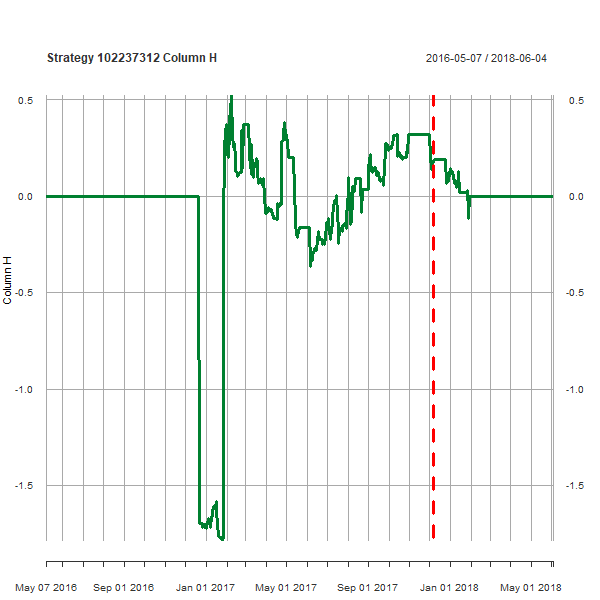 Strategy 102237312 Column H
2016-05-07 / 2018-06-04
0.5 0.5
0.0 0.0
-0.5 -0.5
-1.0 -1.0
-1.5 -1.5
Column H
May 07 2016 Sep 01 2016 Jan 01 2017 May 01 2017 Sep 01 2017 Jan 01 2018 May 01 2018